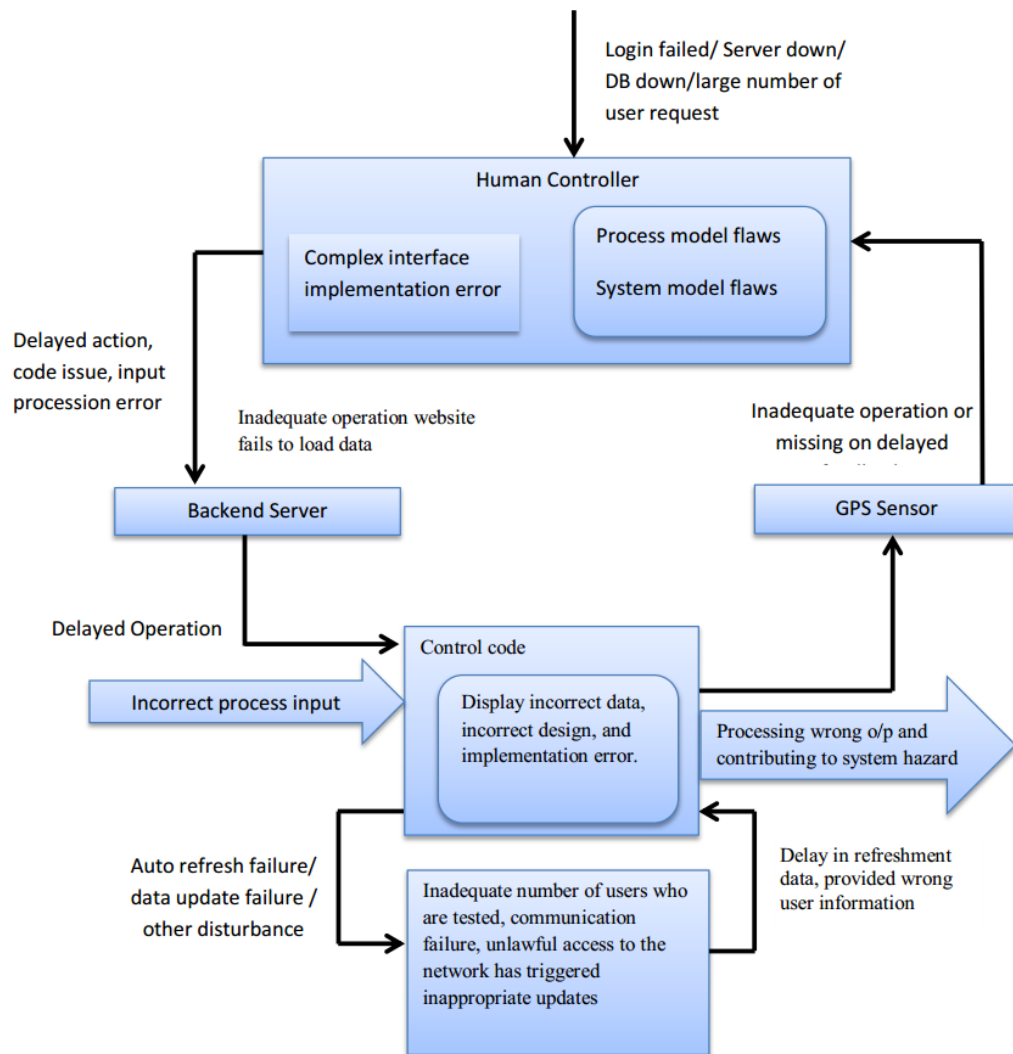 Login failed/ Server down/
DB down/large number of
user request
Human Controller
Complex interface
implementation error
Process model flaws
System model flaws
Delayed action,
code issue, input
procession error
Inadequate operation website
fails to load data
Inadequate operation or
missing on delayed
Backend Server
GPS Sensor
Delayed Operation
Control code
Incorrect process input
Display incorrect data,
incorrect design, and
implementation error.
Processing wrong o/p and
contributing to system hazard
Auto refresh failure/
data update failure /
other disturbance
Inadequate number of users who
are tested, communication
failure, unlawful access to the
network has triggered
inappropriate updates
Delay in refreshment
data, provided wrong
user information